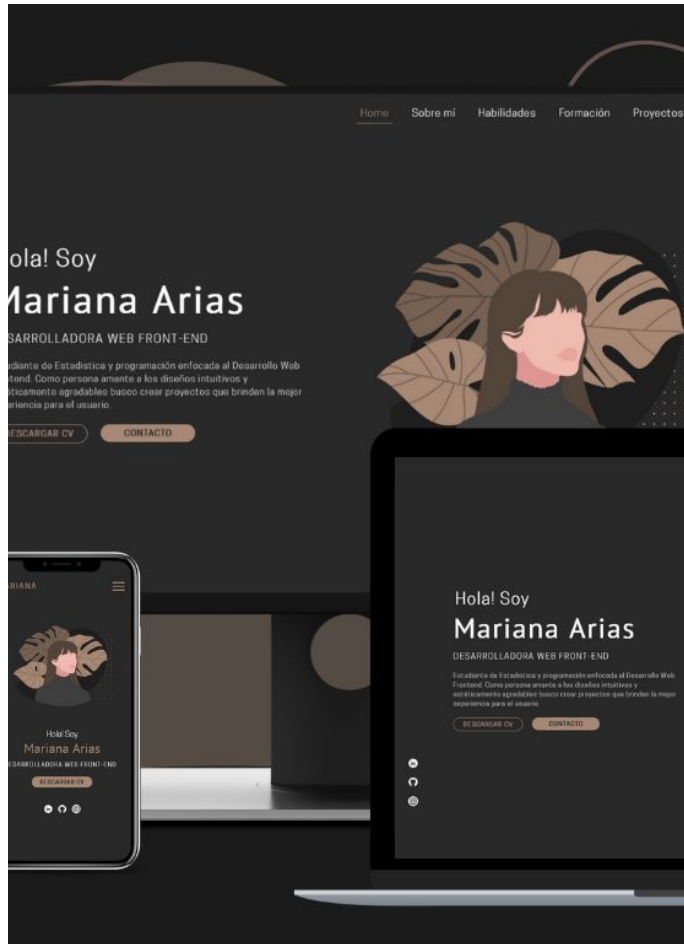 Home Sobre mí Habilidades Formación Proyectos
ola! Soy
Mariana Arias
SARROLLADORA WEB FRONT-END
udiante de Estadística y programación enfocada al Desarrollo Web
ntend. Como persona amante a los diseños intuitivos y
éticamente agradables busco crear proyectos que brinden la mejor
eriencia para el usuario.
DESCARGAR CV CONTACTO
ARIANA
Hola! Soy
Mariana Arias
DESARROLLADORA WEB FRONT-END
DESCARGAR CV
Hola! Soy
Mariana Arias
DESARROLLADORA WEB FRONT-END
Estudiante de Estadística y programación enfocada al Desarrollo Web
Frontend. Como persona amante a los diseños intuitivos y
estéticamente agradables busco crear proyectos que brinden la mejor
experiencia para el usuario.
DESCARGAR CV CONTACTO